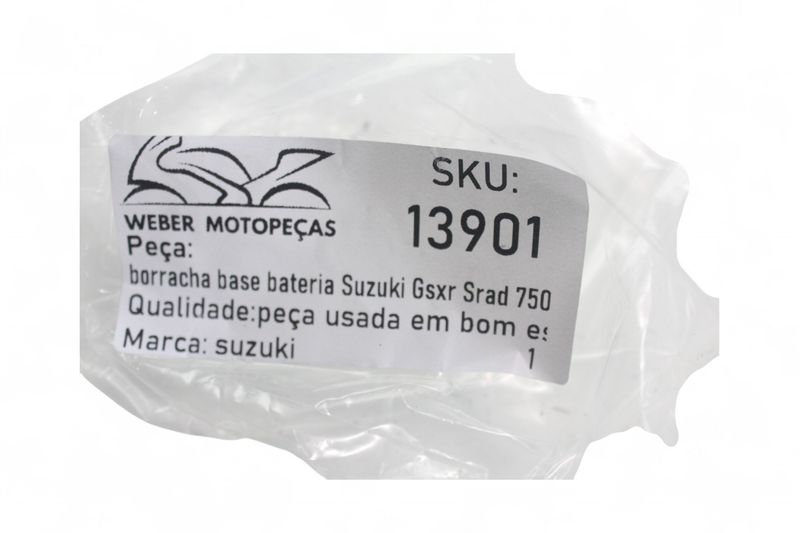 SKU:
13901
WEBER MOTOPEÇAS
Peça:
borracha base bateria Suzuki Gsxr Srad 750
Qualidade:peça usada em bom
Marca: suzuki
1